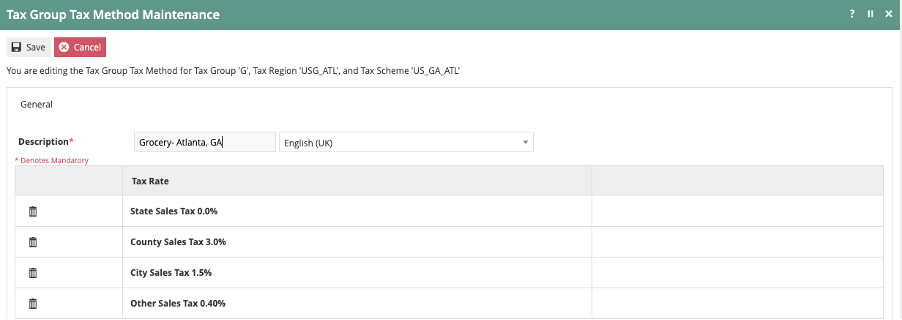 Tax Group Tax Method Maintenance ? 
Save Cancel
You are editing the Tax Group Tax Method for Tax Group 'G', Tax Region 'USG_ATL', and Tax Scheme 'US_GA_ATL'
General
Description* Grocery- Atlanta, GA English (UK)
* Denotes Mandatory
Tax Rate
State Sales Tax 0.0%
County Sales Tax 3.0%
City Sales Tax 1.5%
Other Sales Tax 0.40%